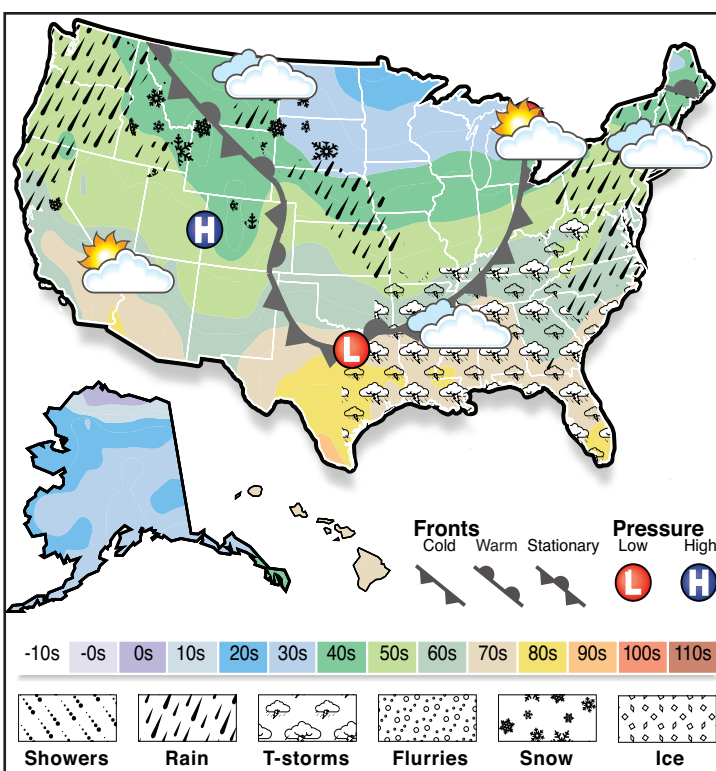 H
L
Fronts
Cold Warm Stationary
Pressure
Low High
L H
-10s -0s 0s 10s 20s 30s 40s 50s 60s 70s 80s 90s 100s 110s
Showers Rain T-storms Flurries Snow Ice